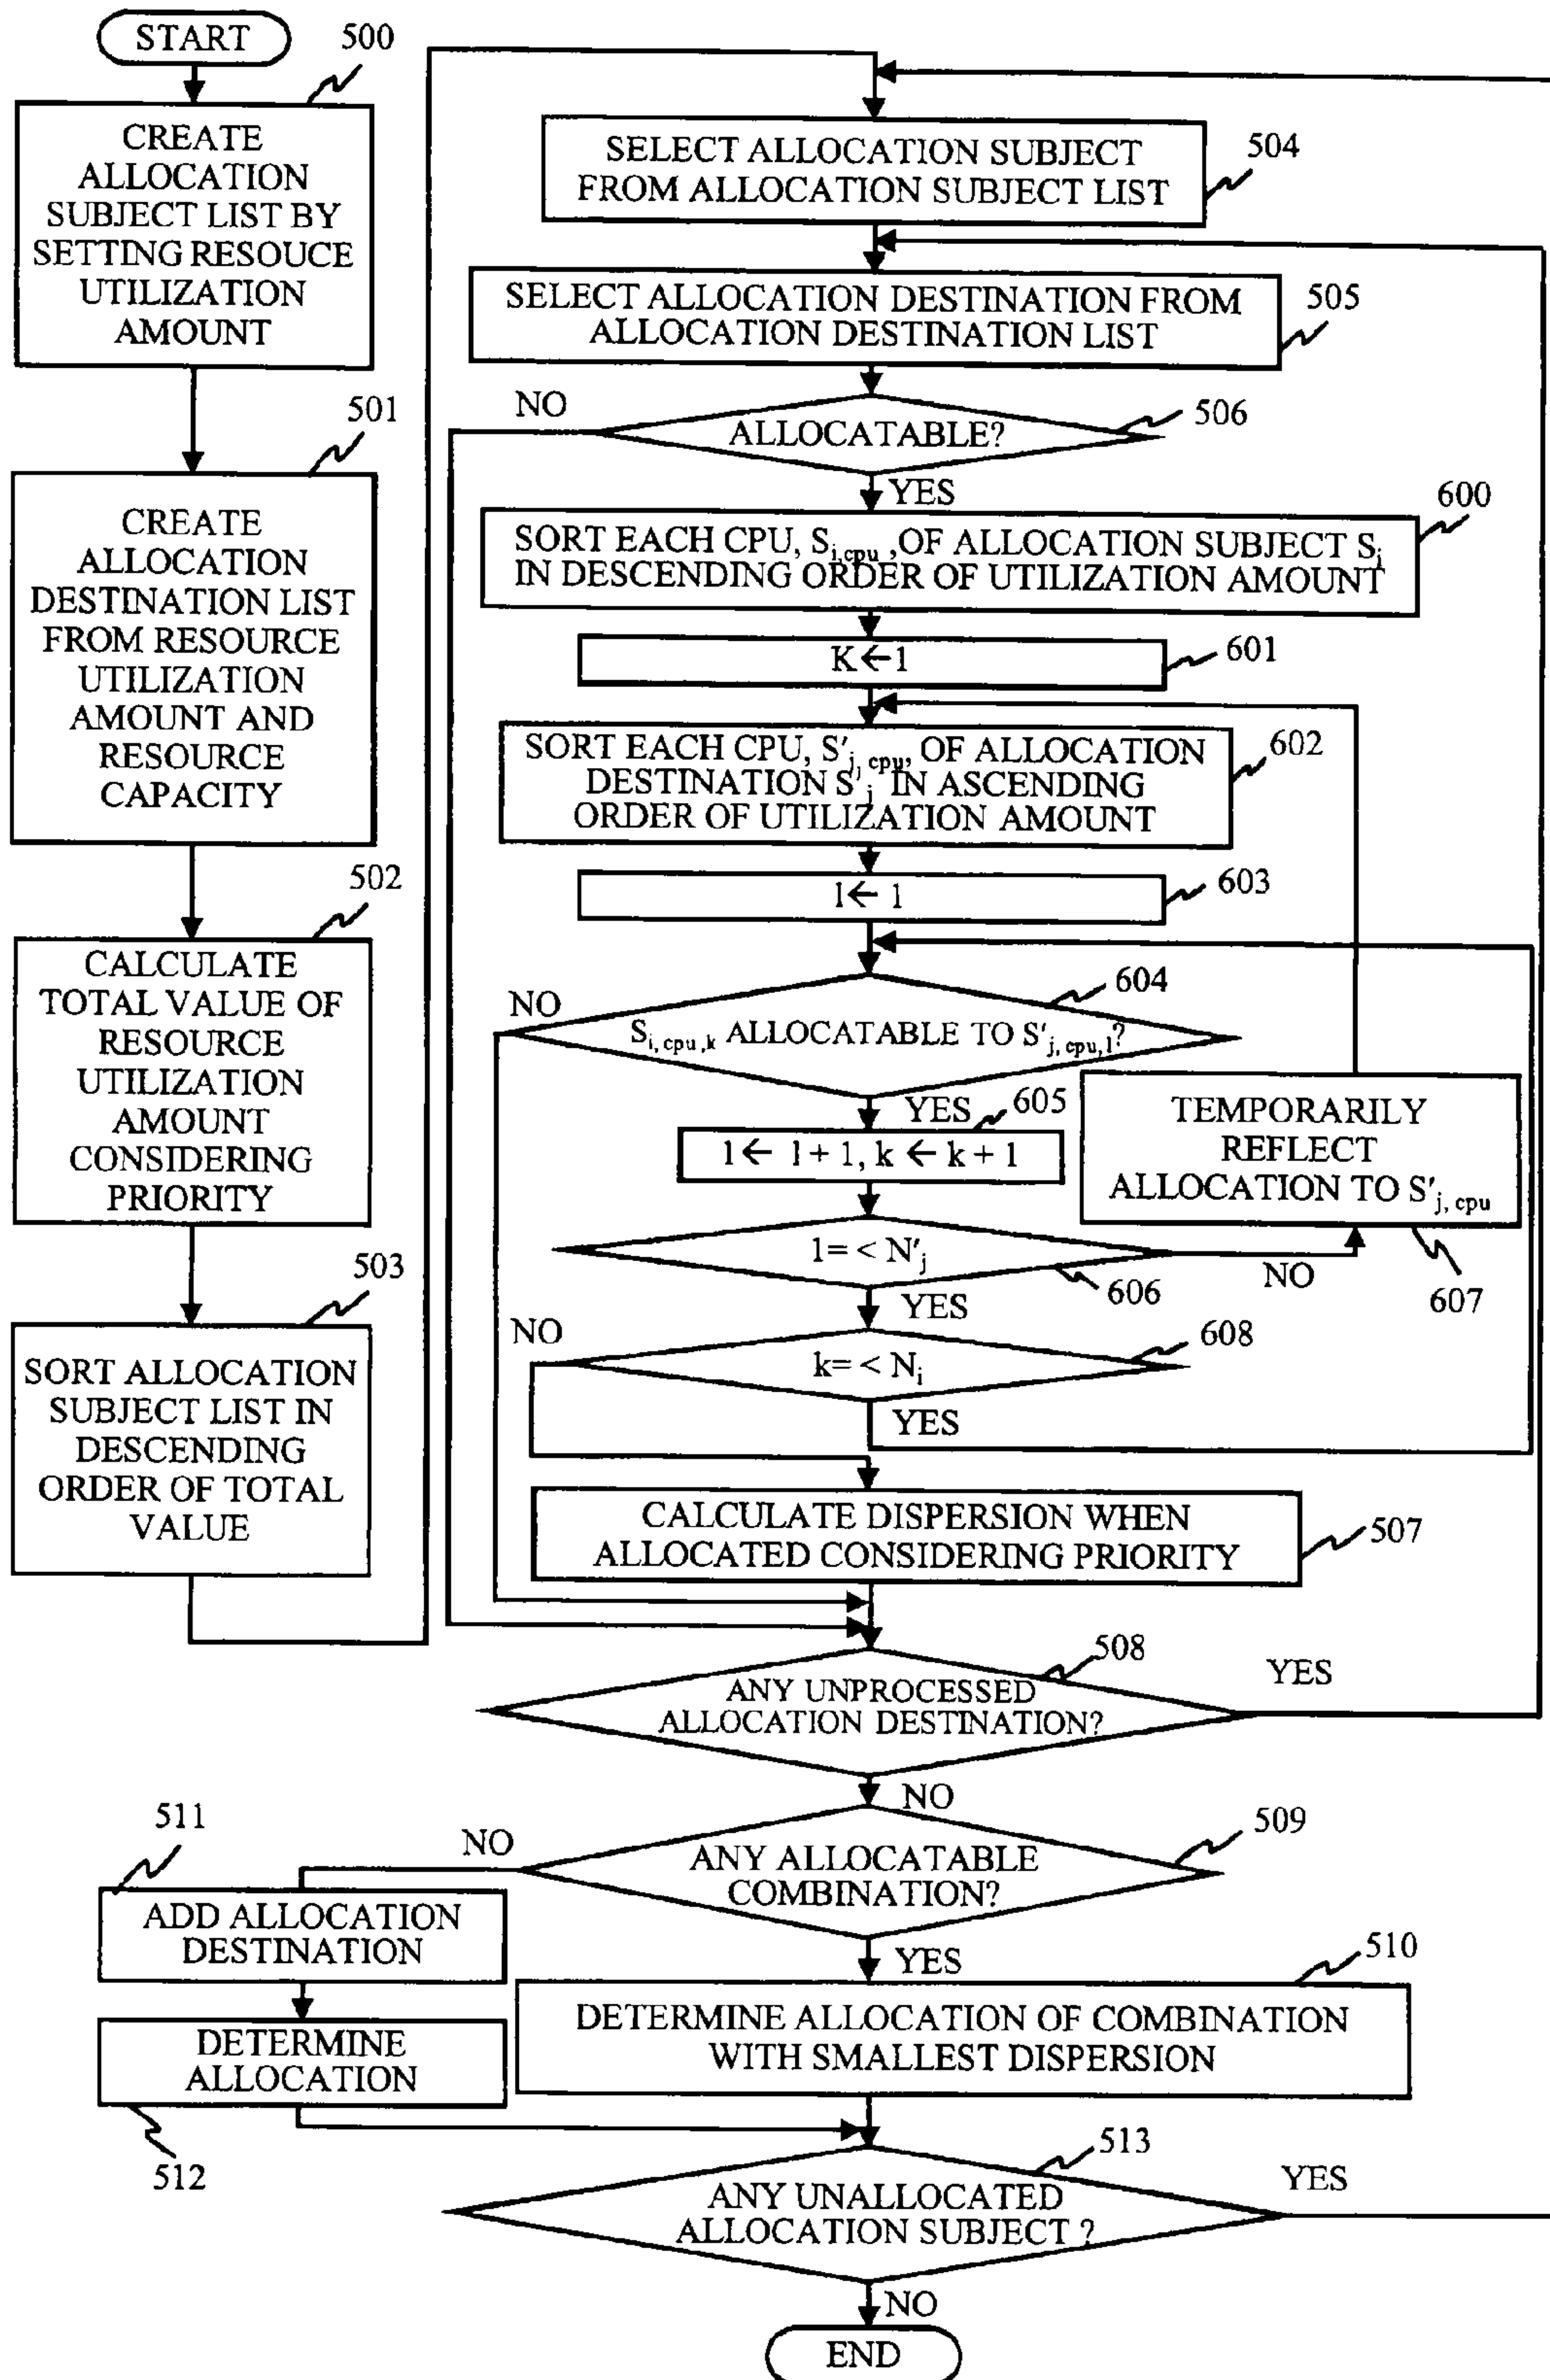 START
500
CREATE
ALLOCATION
SUBJECT LIST BY
SETTING RESOUCE
UTILIZATION
AMOUNT
501
CREATE
ALLOCATION
DESTINATION LIST
FROM RESOURCE
UTILIZATION
AMOUNT AND
RESOURCE
CAPACITY
502
CALCULATE
TOTAL VALUE OF
RESOURCE
UTILIZATION
AMOUNT
CONSIDERING
PRIORITY
503
SORT ALLOCATION
SUBJECT LIST IN
DESCENDING
ORDER OF TOTAL
VALUE
SELECT ALLOCATION SUBJECT
FROM ALLOCATION SUBJECT LIST
504
SELECT ALLOCATION DESTINATION FROM
ALLOCATION DESTINATION LIST
505
NO
ALLOCATABLE?
506
YES
600
SORT EACH CPU, Si,cpu ,OF ALLOCATION SUBJECT Si
IN DESCENDING ORDER OF UTILIZATION AMOUNT
K←1
601
SORT EACH CPU, S'j, cpu, OF ALLOCATION
DESTINATION S'j IN ASCENDING
ORDER OF UTILIZATION AMOUNT
602
l← 1
603
NO
604
Si, cpu ,k ALLOCATABLE TO S'j, cpu, l?
YES
605
l← l + 1, k ← k + 1
TEMPORARILY
REFLECT
ALLOCATION TO S'j, cpu
l= < N'j
NO
606
607
YES
NO
608
k= < Ni
YES
CALCULATE DISPERSION WHEN
ALLOCATED CONSIDERING PRIORITY
507
508
YES
ANY UNPROCESSED
ALLOCATION DESTINATION?
NO
509
NO
ANY ALLOCATABLE
COMBINATION?
511
ADD ALLOCATION
DESTINATION
YES
510
DETERMINE ALLOCATION OF COMBINATION
WITH SMALLEST DISPERSION
DETERMINE
ALLOCATION
512
513
YES
ANY UNALLOCATED
ALLOCATION SUBJECT ?
NO
END